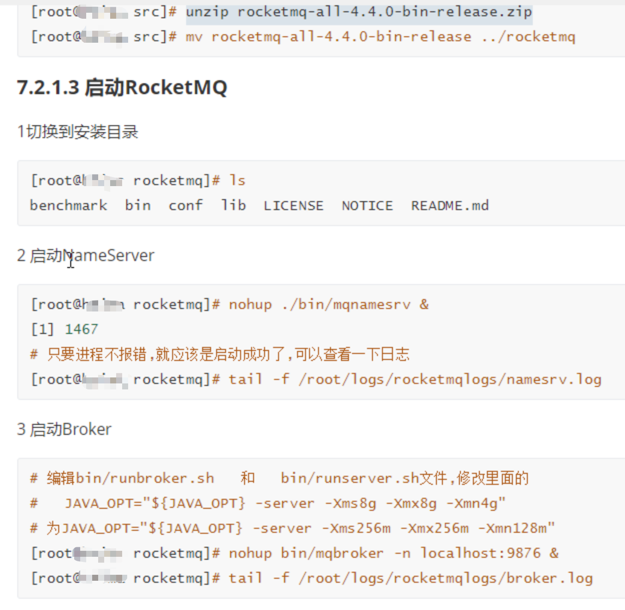 [root@ src]# unzip rocketmq-all-4.4.0-bin-release.zip
[root@ src]# mv rocketmq-all-4.4.0-bin-release ../rocketmq
7.2.1.3 启动RocketMQ
1切换到安装目录
[root@ rocketmq]# ls
benchmark bin conf lib LICENSE NOTICE README.md
2 启动NameServer
[root@ rocketmq]# nohup ./bin/mqnamesrv &
[1] 1467
# 只要进程不报错,就应该是启动成功了,可以查看一下日志
[root@ rocketmq]# tail -f /root/logs/rocketmqlogs/namesrv.log
3 启动Broker
# 编辑bin/runbroker.sh 和 bin/runserver.sh文件,修改里面的
# JAVA_OPT="${JAVA_OPT} -server -Xms8g -Xmx8g -Xmn4g"
# 为JAVA_OPT="${JAVA_OPT} -server -Xms256m -Xmx256m -Xmn128m"
[root@ rocketmq]# nohup bin/mqbroker -n localhost:9876 &
[root@ rocketmq]# tail -f /root/logs/rocketmqlogs/broker.log